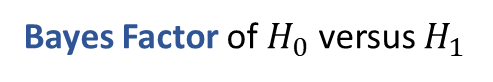 Bayes Factor of H₀ versus H₁